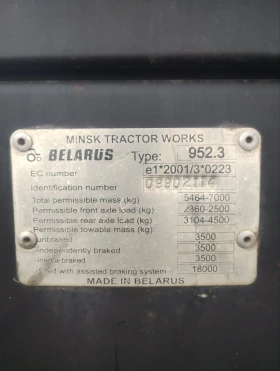 MINSK TRACTOR WORKS
BELARUS Type: 952.3
EC number e1*2001/3*0223
Identification number
Total permissible mass (kg) 5464-7000
Permissible front axle load (kg) 2360-2500
Permissible rear axle load (kg) 3104-4500
Permissible towable mass (kg)
-unbraked 3500
-independently braked 3500
-inertia braked 3500
with assisted braking system 18000
MADE IN BELARUS